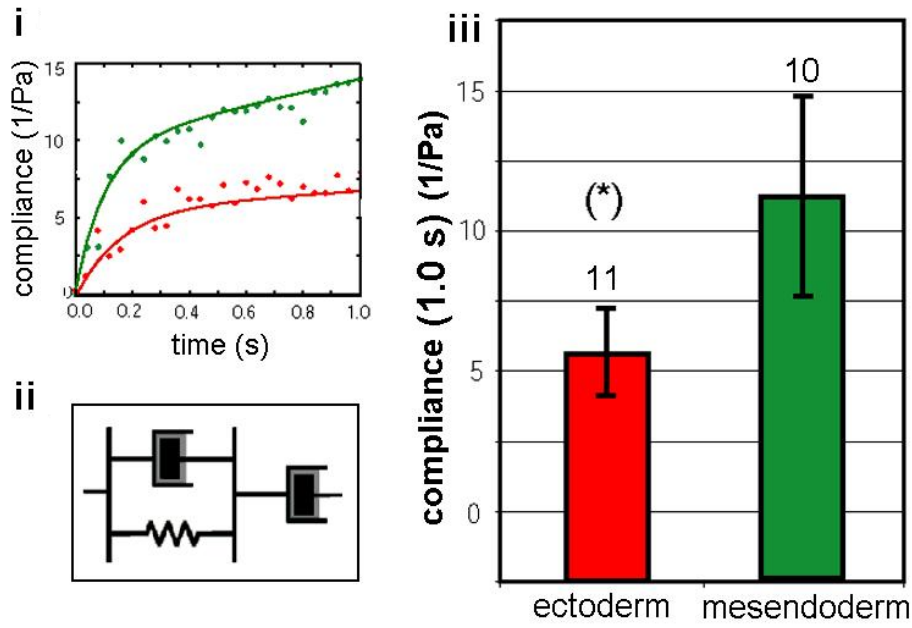 i
compliance (1/Pa)
15
10
5
0
0.0 0.2 0.4 0.6 0.8 1.0
time (s)
ii
iii
compliance (1.0 s) (1/Pa)
15
10
5
0
(*)
11
10
ectoderm mesendoderm